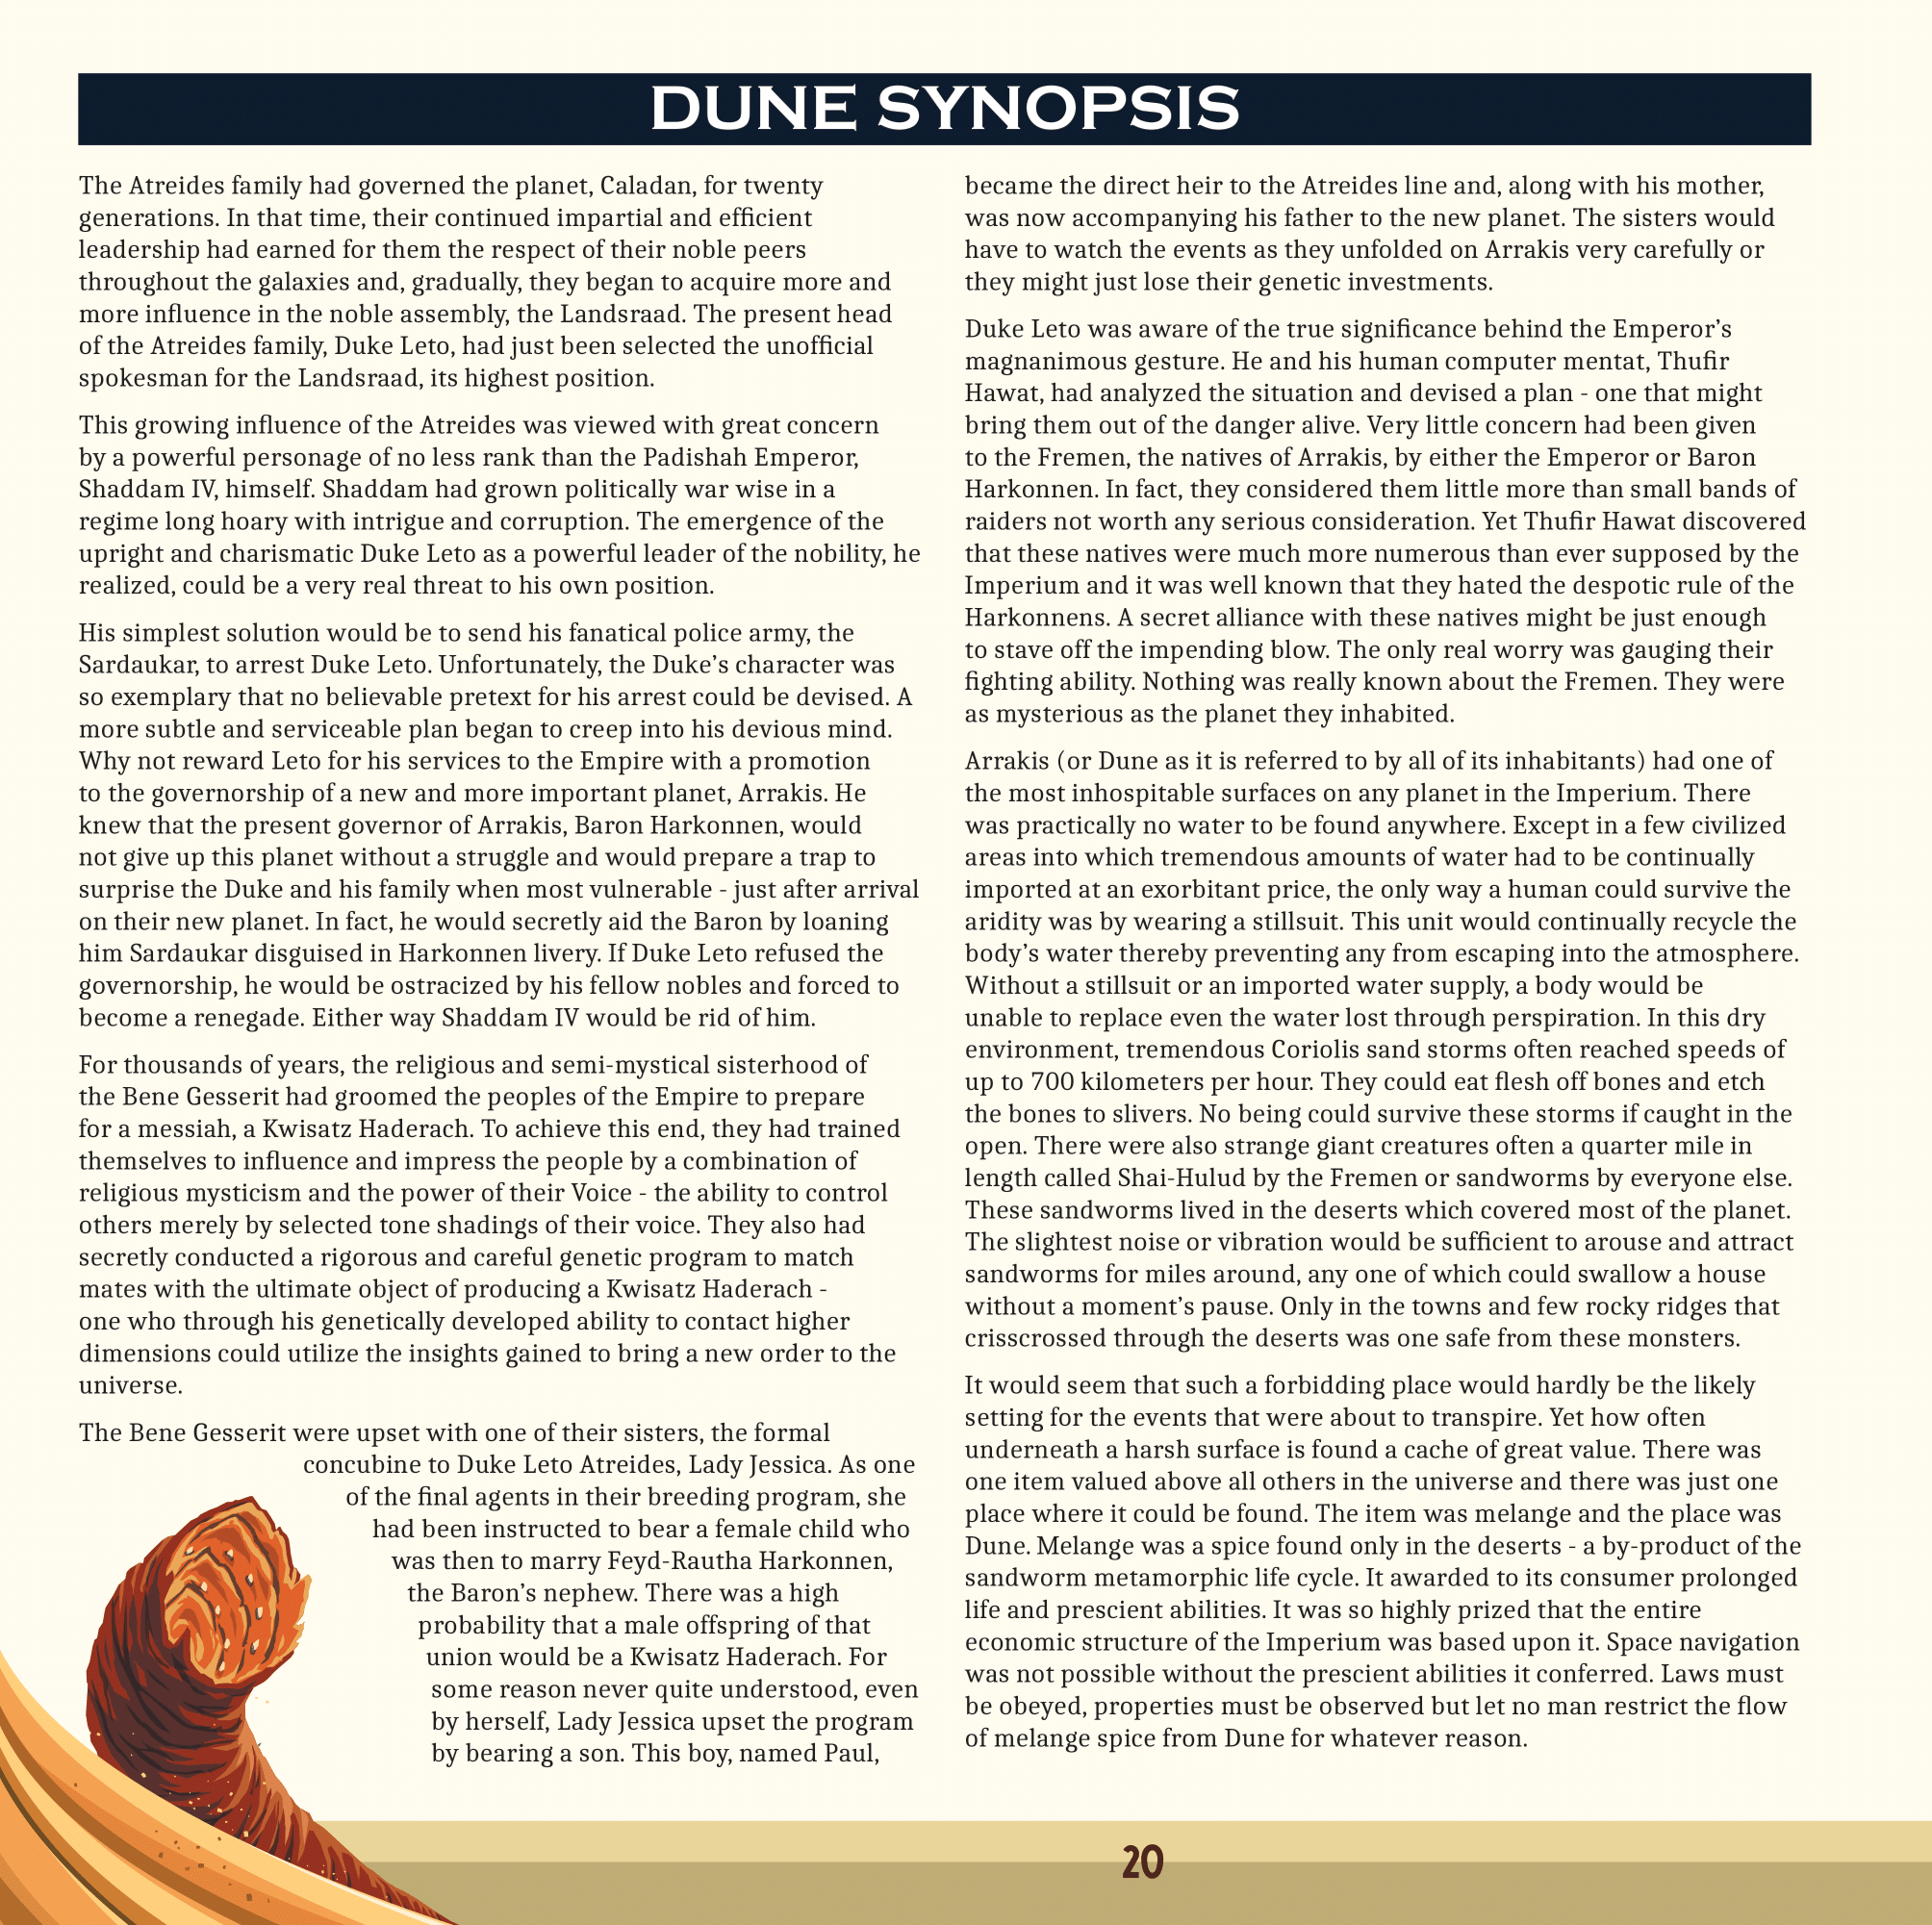 DUNE SYNOPSIS
The Atreides family had governed the planet, Caladan, for twenty
generations. In that time, their continued impartial and efficient
leadership had earned for them the respect of their noble peers
throughout the galaxies and, gradually, they began to acquire more and
more influence in the noble assembly, the Landsraad. The present head
of the Atreides family, Duke Leto, had just been selected the unofficial
spokesman for the Landsraad, its highest position.
This growing influence of the Atreides was viewed with great concern
by a powerful personage of no less rank than the Padishah Emperor,
Shaddam IV, himself. Shaddam had grown politically war wise in a
regime long hoary with intrigue and corruption. The emergence of the
upright and charismatic Duke Leto as a powerful leader of the nobility, he
realized, could be a very real threat to his own position.
His simplest solution would be to send his fanatical police army, the
Sardaukar, to arrest Duke Leto. Unfortunately, the Duke’s character was
so exemplary that no believable pretext for his arrest could be devised. A
more subtle and serviceable plan began to creep into his devious mind.
Why not reward Leto for his services to the Empire with a promotion
to the governorship of a new and more important planet, Arrakis. He
knew that the present governor of Arrakis, Baron Harkonnen, would
not give up this planet without a struggle and would prepare a trap to
surprise the Duke and his family when most vulnerable - just after arrival
on their new planet. In fact, he would secretly aid the Baron by loaning
him Sardaukar disguised in Harkonnen livery. If Duke Leto refused the
governorship, he would be ostracized by his fellow nobles and forced to
become a renegade. Either way Shaddam IV would be rid of him.
For thousands of years, the religious and semi-mystical sisterhood of
the Bene Gesserit had groomed the peoples of the Empire to prepare
for a messiah, a Kwisatz Haderach. To achieve this end, they had trained
themselves to influence and impress the people by a combination of
religious mysticism and the power of their Voice - the ability to control
others merely by selected tone shadings of their voice. They also had
secretly conducted a rigorous and careful genetic program to match
mates with the ultimate object of producing a Kwisatz Haderach -
one who through his genetically developed ability to contact higher
dimensions could utilize the insights gained to bring a new order to the
universe.
The Bene Gesserit were upset with one of their sisters, the formal
concubine to Duke Leto Atreides, Lady Jessica. As one
of the final agents in their breeding program, she
had been instructed to bear a female child who
was then to marry Feyd-Rautha Harkonnen,
the Baron’s nephew. There was a high
probability that a male offspring of that
union would be a Kwisatz Haderach. For
some reason never quite understood, even
by herself, Lady Jessica upset the program
by bearing a son. This boy, named Paul,
became the direct heir to the Atreides line and, along with his mother,
was now accompanying his father to the new planet. The sisters would
have to watch the events as they unfolded on Arrakis very carefully or
they might just lose their genetic investments.
Duke Leto was aware of the true significance behind the Emperor’s
magnanimous gesture. He and his human computer mentat, Thufir
Hawat, had analyzed the situation and devised a plan - one that might
bring them out of the danger alive. Very little concern had been given
to the Fremen, the natives of Arrakis, by either the Emperor or Baron
Harkonnen. In fact, they considered them little more than small bands of
raiders not worth any serious consideration. Yet Thufir Hawat discovered
that these natives were much more numerous than ever supposed by the
Imperium and it was well known that they hated the despotic rule of the
Harkonnens. A secret alliance with these natives might be just enough
to stave off the impending blow. The only real worry was gauging their
fighting ability. Nothing was really known about the Fremen. They were
as mysterious as the planet they inhabited.
Arrakis (or Dune as it is referred to by all of its inhabitants) had one of
the most inhospitable surfaces on any planet in the Imperium. There
was practically no water to be found anywhere. Except in a few civilized
areas into which tremendous amounts of water had to be continually
imported at an exorbitant price, the only way a human could survive the
aridity was by wearing a stillsuit. This unit would continually recycle the
body’s water thereby preventing any from escaping into the atmosphere.
Without a stillsuit or an imported water supply, a body would be
unable to replace even the water lost through perspiration. In this dry
environment, tremendous Coriolis sand storms often reached speeds of
up to 700 kilometers per hour. They could eat flesh off bones and etch
the bones to slivers. No being could survive these storms if caught in the
open. There were also strange giant creatures often a quarter mile in
length called Shai-Hulud by the Fremen or sandworms by everyone else.
These sandworms lived in the deserts which covered most of the planet.
The slightest noise or vibration would be sufficient to arouse and attract
sandworms for miles around, any one of which could swallow a house
without a moment’s pause. Only in the towns and few rocky ridges that
crisscrossed through the deserts was one safe from these monsters.
It would seem that such a forbidding place would hardly be the likely
setting for the events that were about to transpire. Yet how often
underneath a harsh surface is found a cache of great value. There was
one item valued above all others in the universe and there was just one
place where it could be found. The item was melange and the place was
Dune. Melange was a spice found only in the deserts - a by-product of the
sandworm metamorphic life cycle. It awarded to its consumer prolonged
life and prescient abilities. It was so highly prized that the entire
economic structure of the Imperium was based upon it. Space navigation
was not possible without the prescient abilities it conferred. Laws must
be obeyed, properties must be observed but let no man restrict the flow
of melange spice from Dune for whatever reason.
20